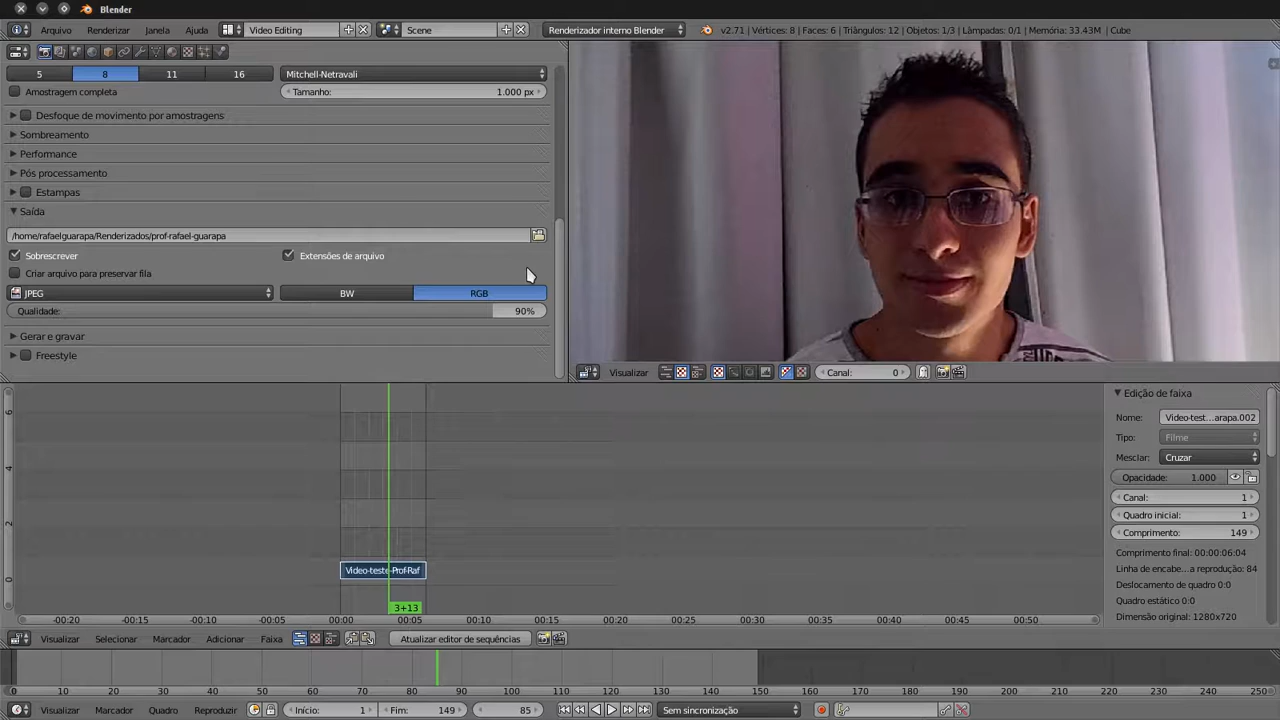 Blender
Arquivo Renderizar Janela Ajuda Video Editing Scene Renderizador interno Blender v2.71 | Vértices: 8 | Faces: 6 | Triângulos: 12 | Objetos: 1/3 | Lâmpadas: 0/1 | Memória: 33.43M | Cube
5 8 11 16 Mitchell-Netravali
Amostragem completa Tamanho: 1.000 px
Desfoque de movimento por amostragens
Sombreamento
Performance
Pós processamento
Estampas
Saída
/home/rafaelguarapa/Renderizados/prof-rafael-guarapa
Sobrescrever Extensões de arquivo
Criar arquivo para preservar fila
JPEG BW RGB
Qualidade: 90%
Gerar e gravar
Freestyle
Visualizar Canal: 0
6
4
2
0
Video-teste-Prof-Raf
3+13
-00:20 -00:15 -00:10 -00:05 00:00 00:05 00:10 00:15 00:20 00:25 00:30 00:35 00:40 00:45 00:50
Edição de faixa
Nome: Video-test...arapa.002
Tipo: Filme
Mesclar: Cruzar
Opacidade: 1.000
Canal: 1
Quadro inicial: 1
Comprimento: 149
Comprimento final: 00:00:06:04
Linha de encabe...a reprodução: 84
Deslocamento de quadro 0:0
Quadro estático 0:0
Dimensão original: 1280x720
Visualizar Selecionar Marcador Adicionar Faixa Atualizar editor de sequências
0 10 20 30 40 50 60 70 80 90 100 110 120 130 140 150 160 170 180 190 200 210 220 230 240 250
Visualizar Marcador Quadro Reproduzir Início: 1 Fim: 149 85 Sem sincronização